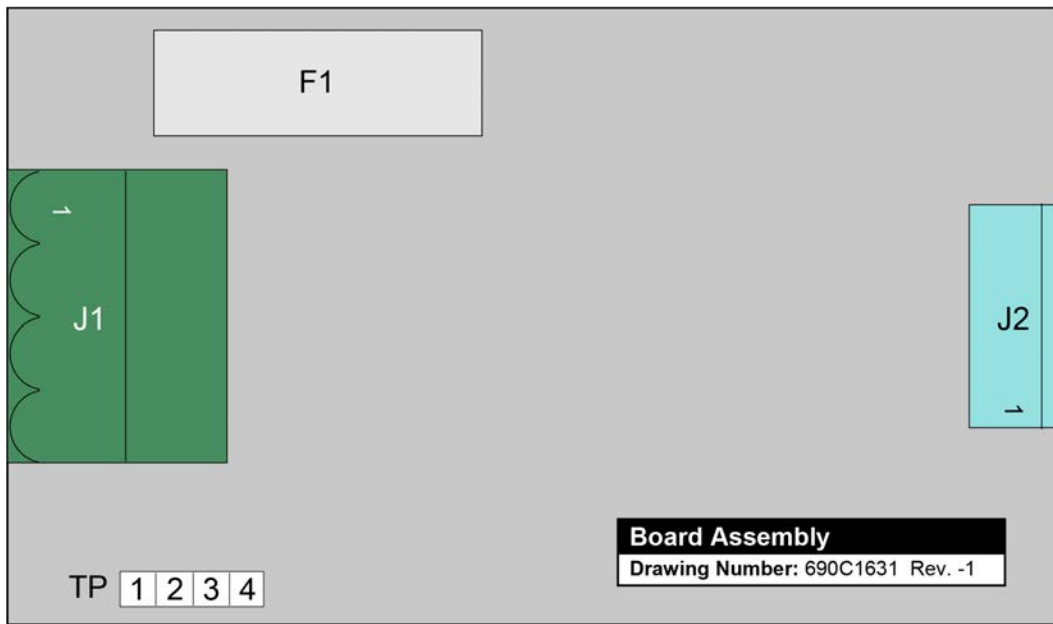 F1
1
J1
J2
1
Board Assembly
Drawing Number: 690C1631 Rev. -1
TP 1 2 3 4